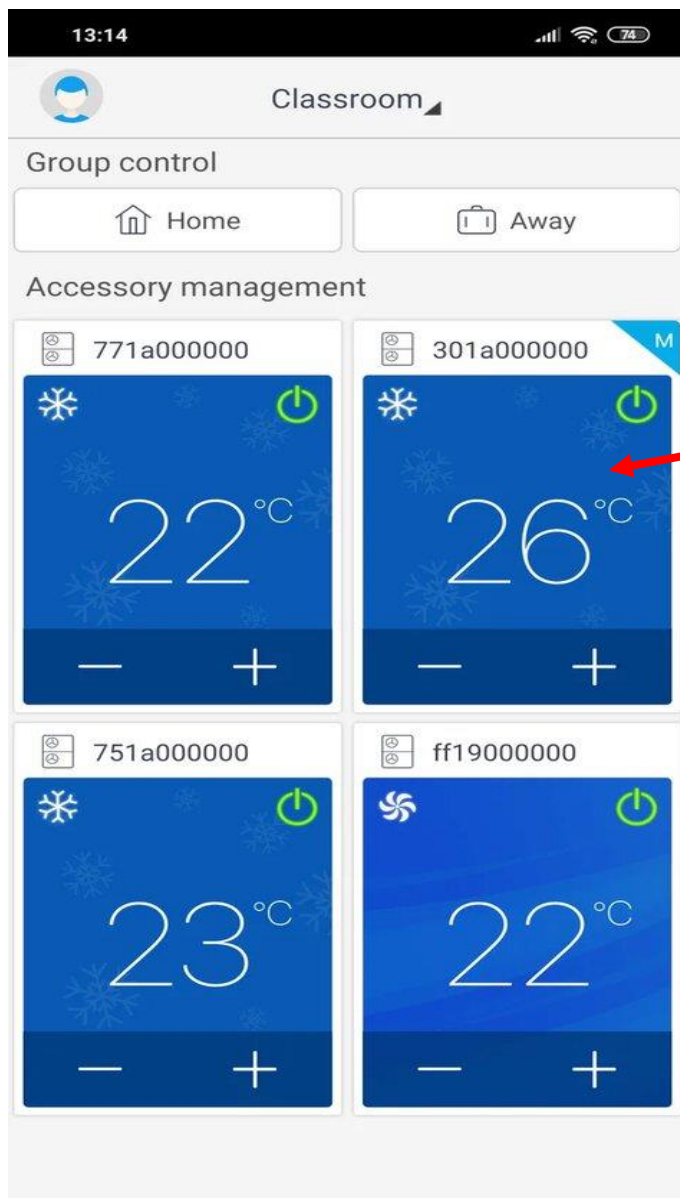 13:14 74
Classroom
Group control
Home Away
Accessory management
771a000000 301a000000 M
22°C 26°C
− + − +
751a000000 ff19000000
23°C 22°C
− + − +